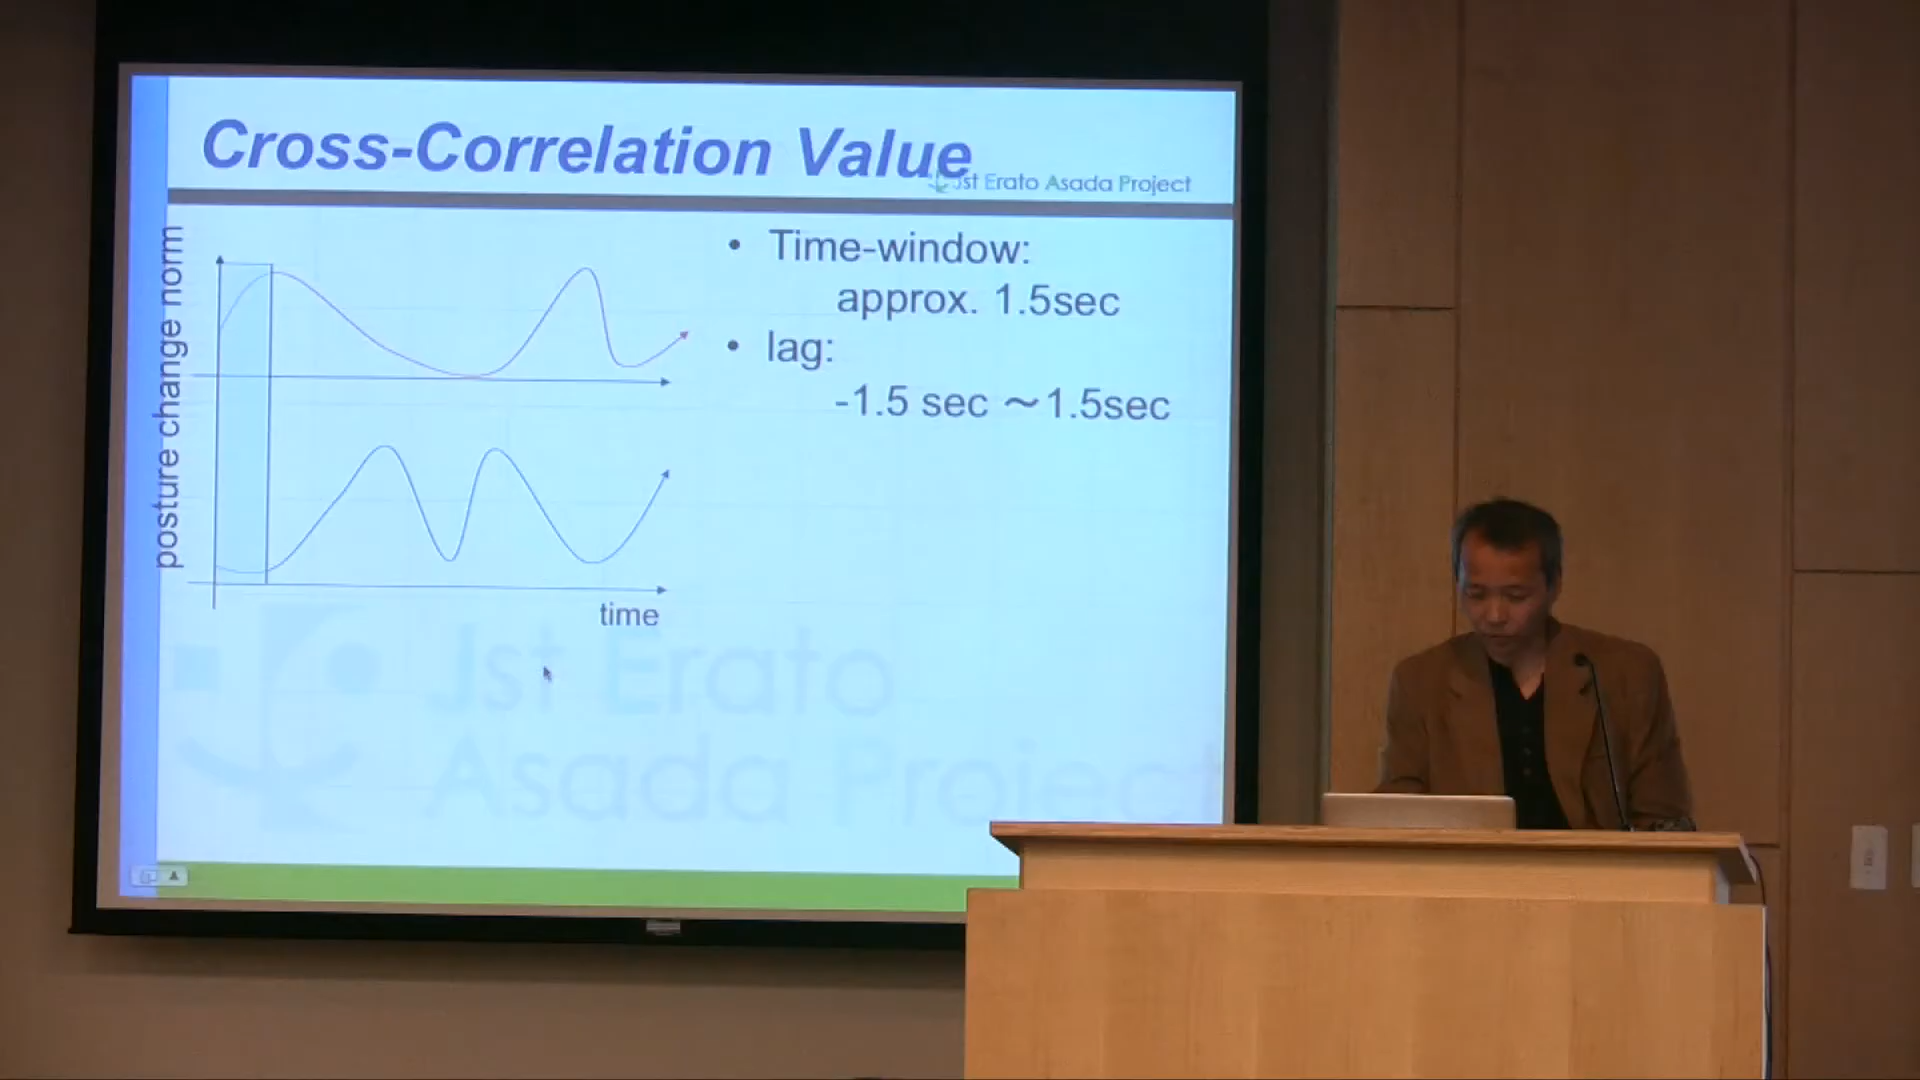 Cross-Correlation Value
Jst Erato Asada Project
posture change norm
• Time-window:
approx. 1.5sec
• lag:
-1.5 sec ～1.5sec
time
Jst Erato
Asada Project